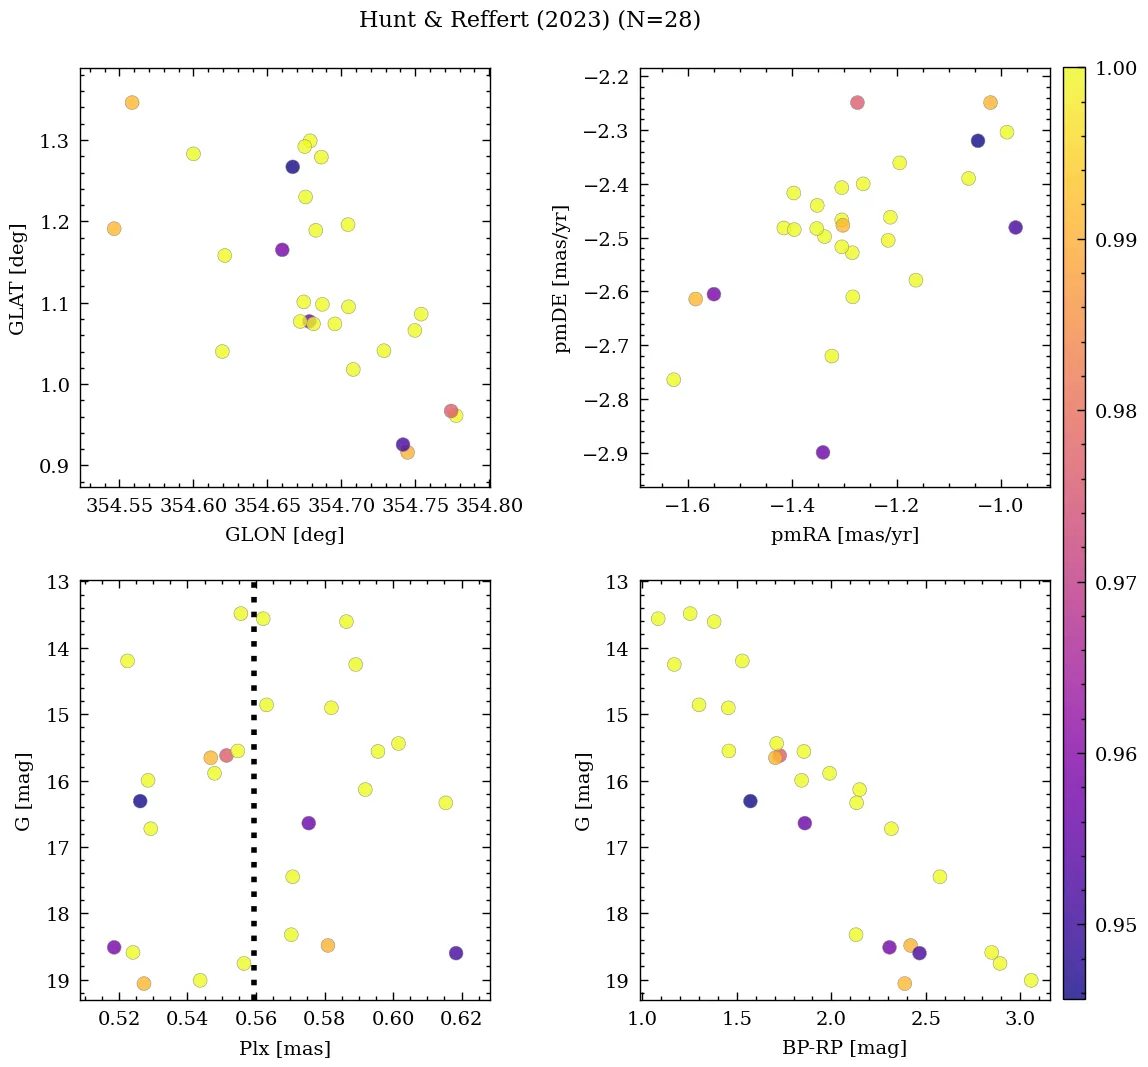 Hunt & Reffert (2023) (N=28)
1.3
1.2
1.1
1.0
0.9
GLAT [deg]
354.55 354.60 354.65 354.70 354.75 354.80
GLON [deg]
−2.2
−2.3
−2.4
−2.5
−2.6
−2.7
−2.8
−2.9
pmDE [mas/yr]
−1.6 −1.4 −1.2 −1.0
pmRA [mas/yr]
13
14
15
16
17
18
19
G [mag]
0.52 0.54 0.56 0.58 0.60 0.62
Plx [mas]
13
14
15
16
17
18
19
G [mag]
1.0 1.5 2.0 2.5 3.0
BP-RP [mag]
1.00
0.99
0.98
0.97
0.96
0.95